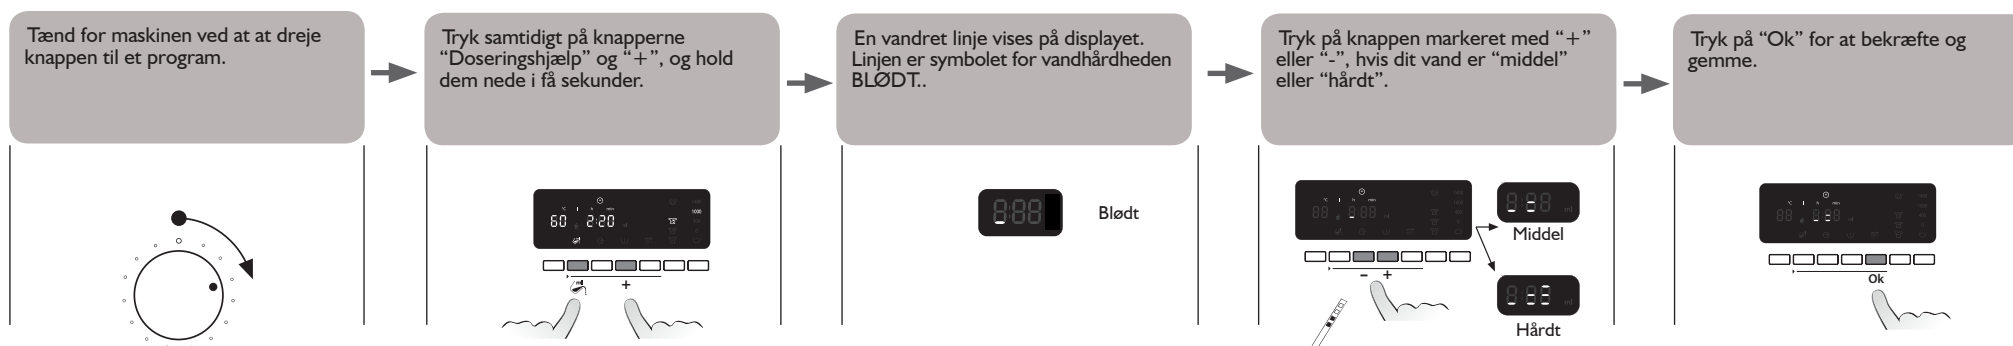 Tænd for maskinen ved at at dreje
knappen til et program.
Tryk samtidigt på knapperne
“Doseringshjælp” og “+”, og hold
dem nede i få sekunder.
En vandret linje vises på displayet.
Linjen er symbolet for vandhårdheden
BLØDT..
Tryk på knappen markeret med “+”
eller “-”, hvis dit vand er “middel”
eller “hårdt”.
Tryk på “Ok” for at bekræfte og
gemme.
°C h min
60 2:20
1000
+
Blødt
- +
Middel
Hårdt
Ok